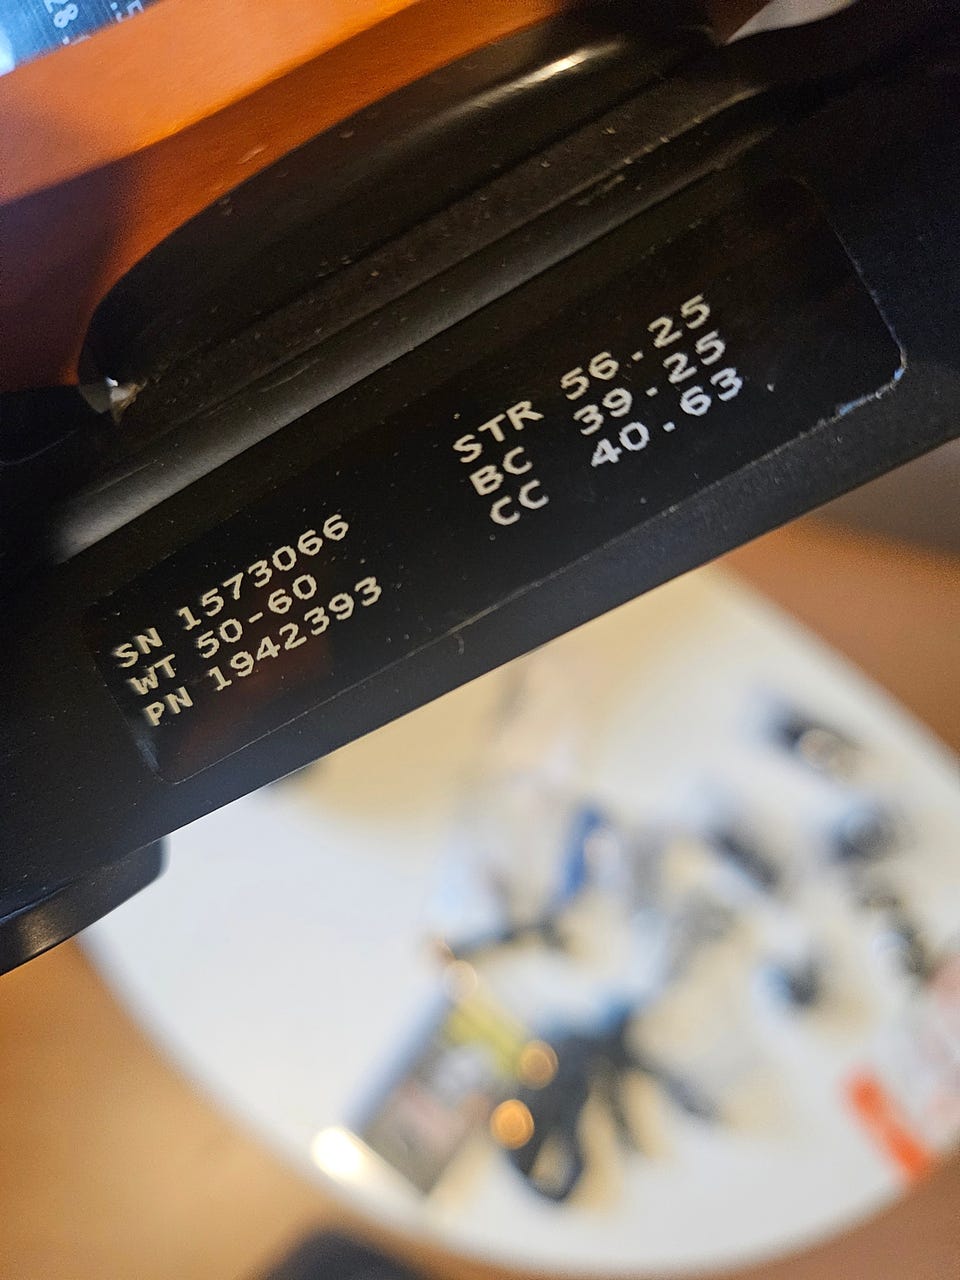 SN 1573066
WT 50-60
PN 1942393
STR 56.25
BC 39.25
CC 40.63